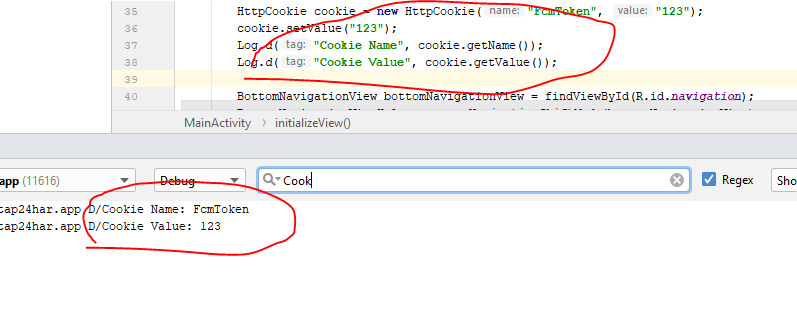 35 HttpCookie cookie = new HttpCookie( name: "FcmToken", value: "123");
36 cookie.setValue("123");
37 Log.d( tag: "Cookie Name", cookie.getName());
38 Log.d( tag: "Cookie Value", cookie.getValue());
39
40 BottomNavigationView bottomNavigationView = findViewById(R.id.navigation);
MainActivity > initializeView()
app (11616) Debug Cook Regex Sho
tap24har.app D/Cookie Name: FcmToken
tap24har.app D/Cookie Value: 123